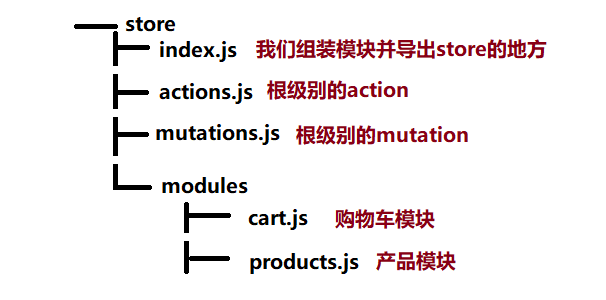 store
index.js 我们组装模块并导出store的地方
actions.js 根级别的action
mutations.js 根级别的mutation
modules
cart.js 购物车模块
products.js 产品模块